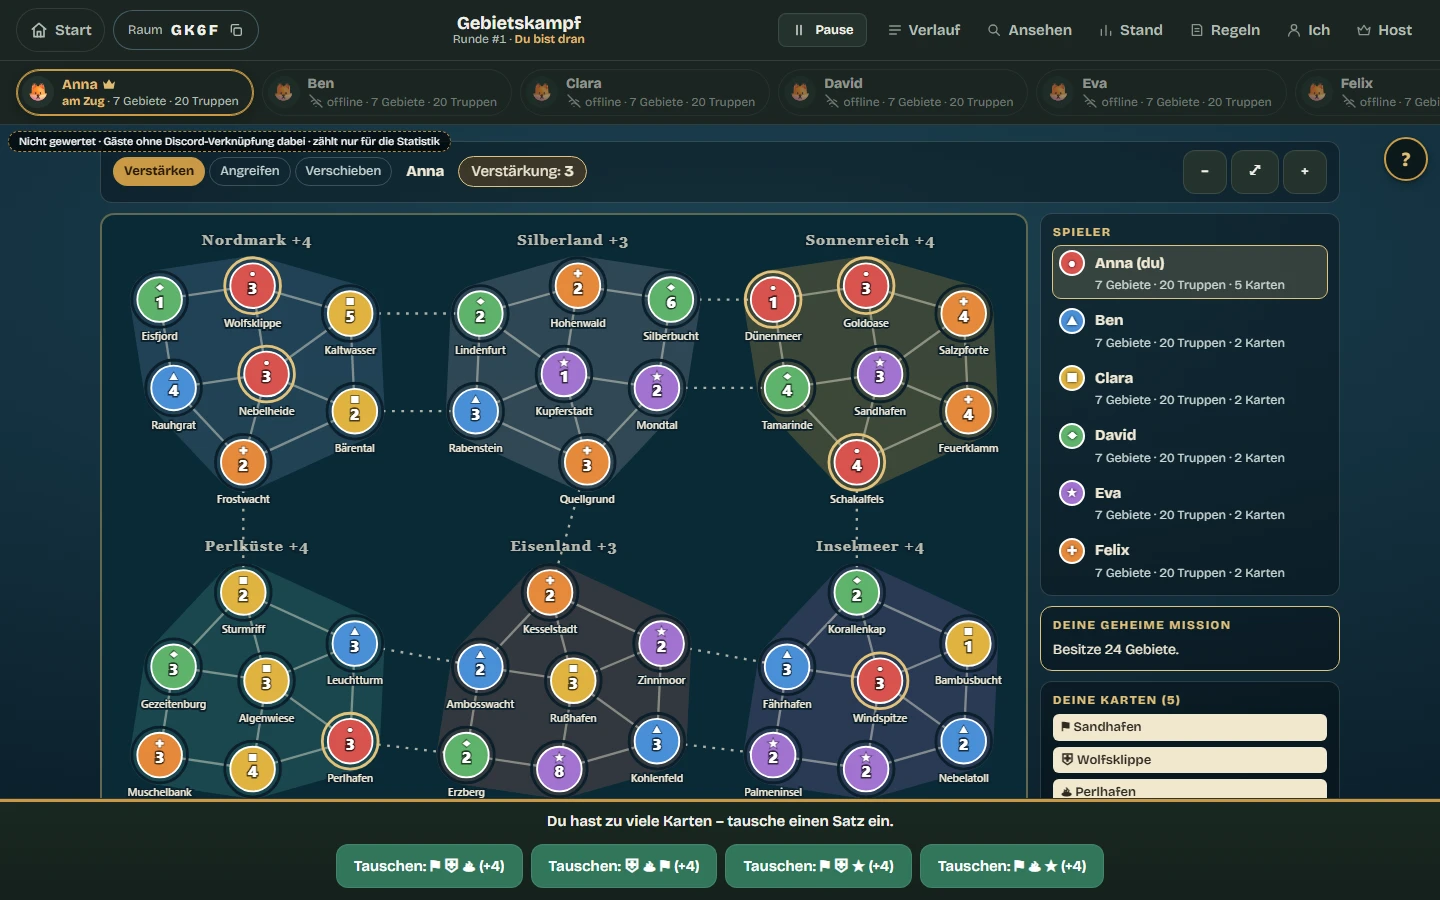 Start
Raum GK6F
Gebietskampf
Runde #1 · Du bist dran
Pause
Verlauf
Ansehen
Stand
Regeln
Ich
Host
Anna
am Zug · 7 Gebiete · 20 Truppen
Ben
offline · 7 Gebiete · 20 Truppen
Clara
offline · 7 Gebiete · 20 Truppen
David
offline · 7 Gebiete · 20 Truppen
Eva
offline · 7 Gebiete · 20 Truppen
Felix
offline · 7 Gebi
Nicht gewertet · Gäste ohne Discord-Verknüpfung dabei · zählt nur für die Statistik
?
Verstärken
Angreifen
Verschieben
Anna
Verstärkung: 3
−
+
Nordmark +4
1
Eisfjord
3
Wolfsklippe
5
Kaltwasser
4
Rauhgrat
3
Nebelheide
2
Bärental
2
Frostwacht
Silberland +3
2
Lindenfurt
2
Hohenwald
6
Silberbucht
3
Rabenstein
1
Kupferstadt
2
Mondtal
3
Quellgrund
Sonnenreich +4
1
Dünenmeer
3
Goldoase
4
Salzpforte
4
Tamarinde
3
Sandhafen
4
Feuerklamm
4
Schakalfels
Perlküste +4
2
Sturmriff
3
Leuchtturm
3
Gezeitenburg
3
Algenwiese
3
Perlhafen
3
Muschelbank
4
Eisenland +3
2
Kesselstadt
2
Zinnmoor
2
Ambosswacht
3
Rußhafen
3
Kohlenfeld
2
Erzberg
8
Inselmeer +4
2
Korallenkap
1
Bambusbucht
3
Fährhafen
3
Windspitze
2
Nebelatoll
2
Palmeninsel
2
SPIELER
Anna (du)
7 Gebiete · 20 Truppen · 5 Karten
Ben
7 Gebiete · 20 Truppen · 2 Karten
Clara
7 Gebiete · 20 Truppen · 2 Karten
David
7 Gebiete · 20 Truppen · 2 Karten
Eva
7 Gebiete · 20 Truppen · 2 Karten
Felix
7 Gebiete · 20 Truppen · 2 Karten
DEINE GEHEIME MISSION
Besitze 24 Gebiete.
DEINE KARTEN (5)
Sandhafen
Wolfsklippe
Perlhafen
Du hast zu viele Karten – tausche einen Satz ein.
Tauschen: (+4)
Tauschen: (+4)
Tauschen: ★ (+4)
Tauschen: ★ (+4)